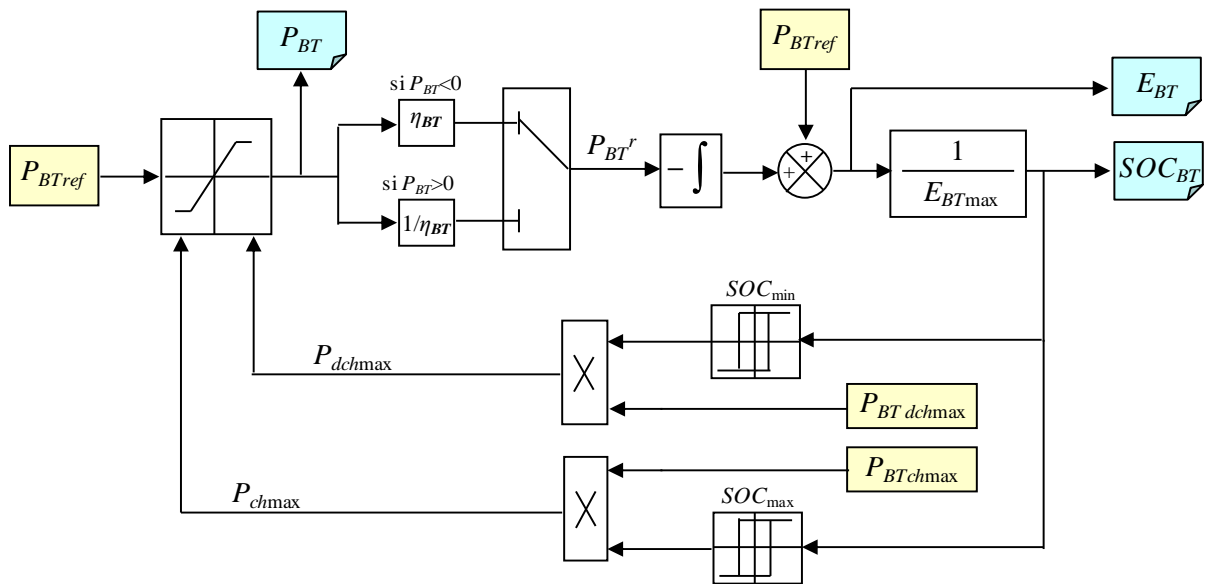 P_BT
P_BTref
si P_BT<0
η_BT
E_BT
P_BTref
P_BT^r
− ∫
+
+
1
E_BTmax
SOC_BT
si P_BT>0
1/η_BT
SOC_min
P_dchmax
P_BT dchmax
P_BTchmax
P_chmax
SOC_max